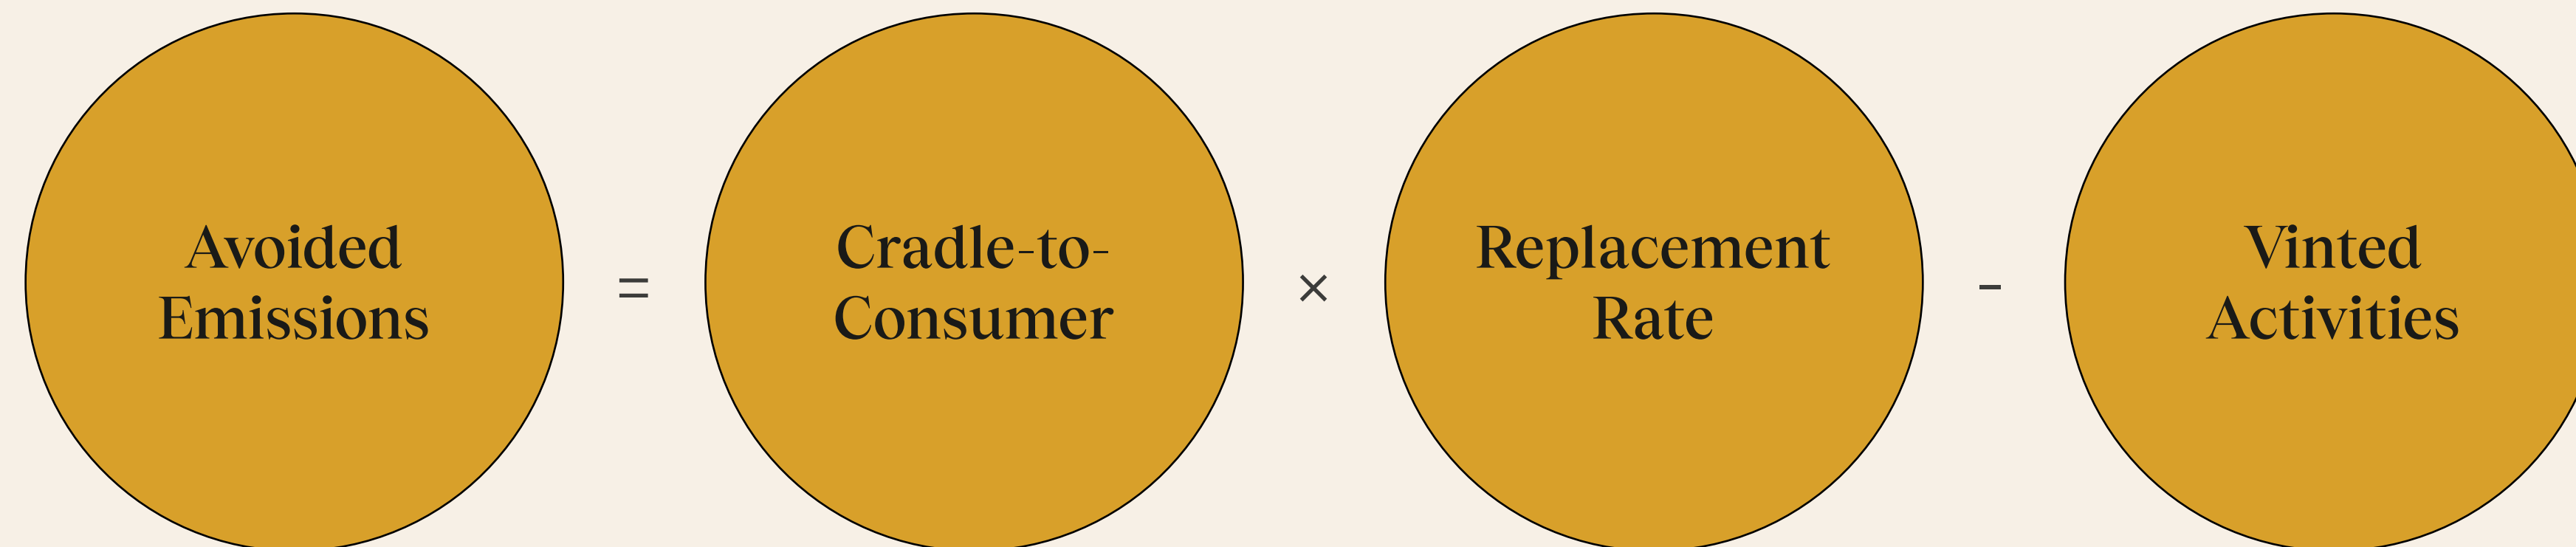 Avoided
Emissions
=
Cradle-to-
Consumer
×
Replacement
Rate
-
Vinted
Activities